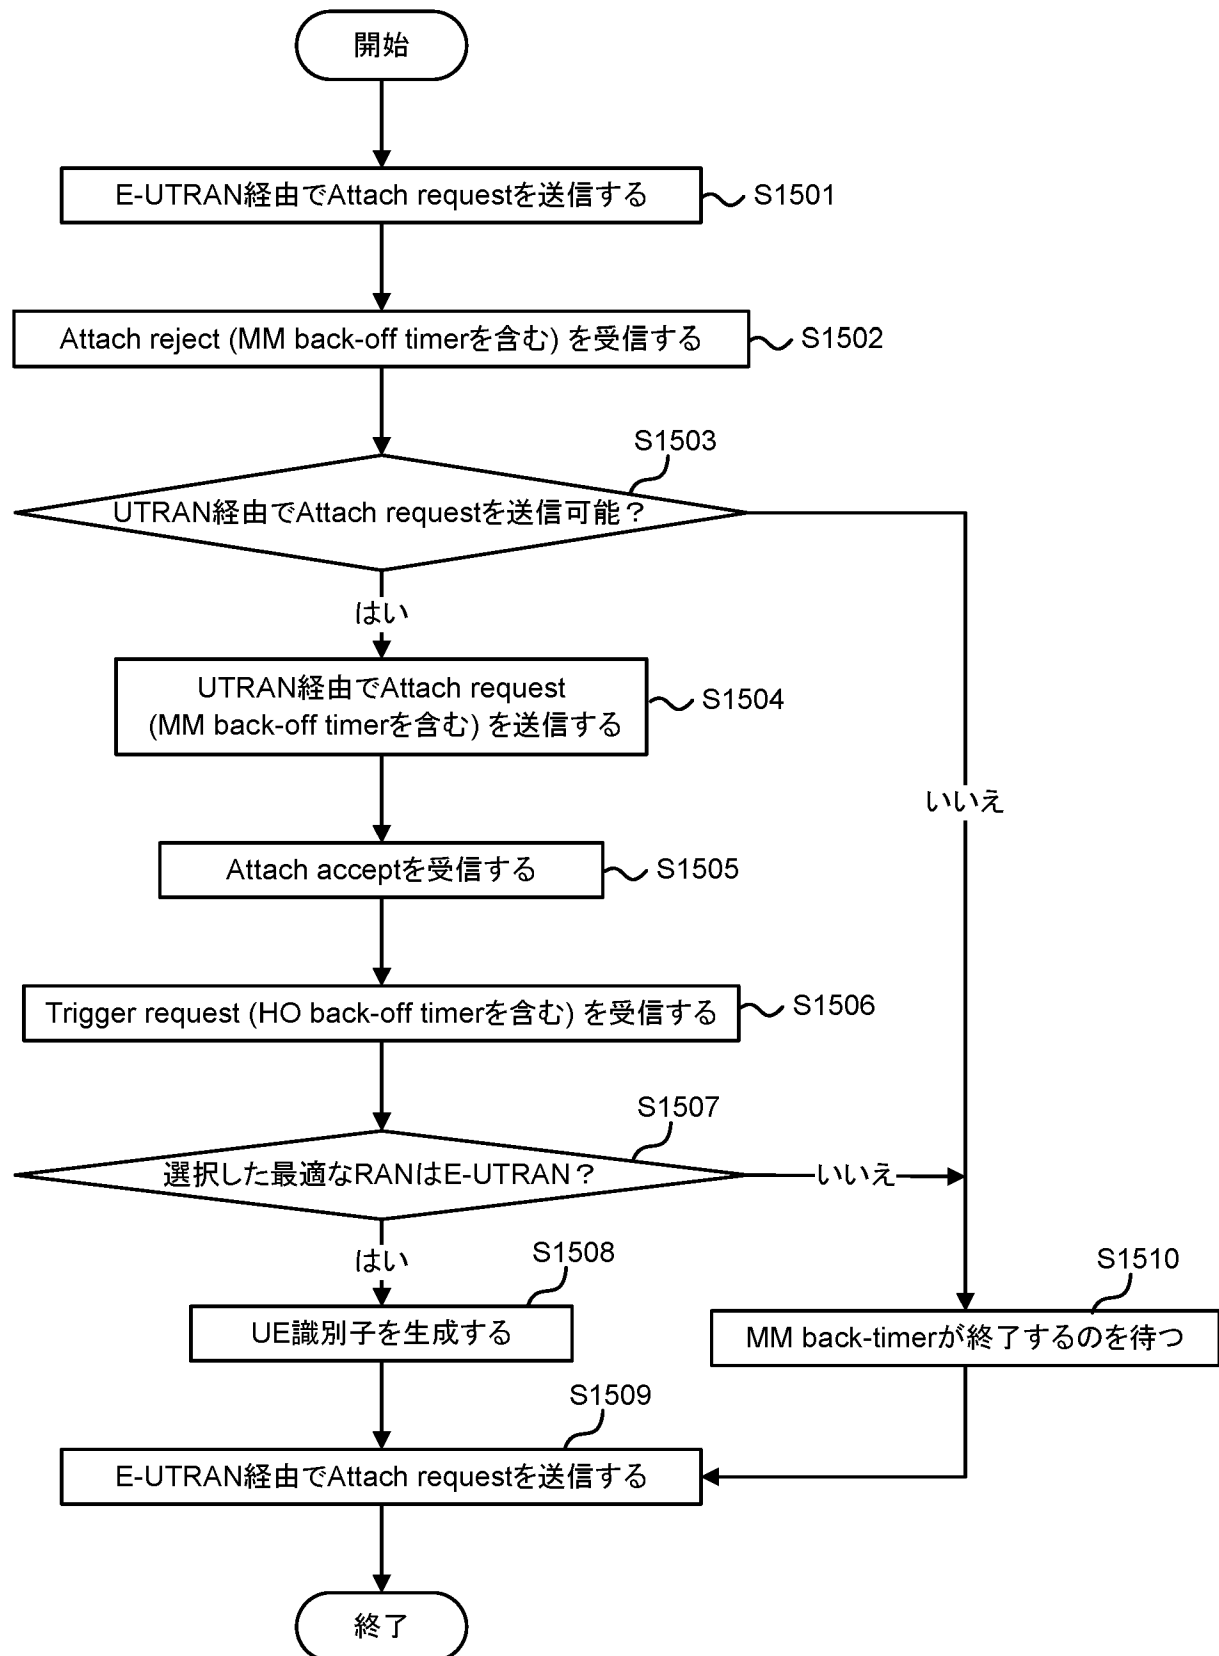 開始
E-UTRAN経由でAttach requestを送信する
S1501
Attach reject (MM back-off timerを含む) を受信する
S1502
S1503
UTRAN経由でAttach requestを送信可能？
はい
UTRAN経由でAttach request
(MM back-off timerを含む) を送信する
S1504
いいえ
Attach acceptを受信する
S1505
Trigger request (HO back-off timerを含む) を受信する
S1506
S1507
選択した最適なRANはE-UTRAN？
いいえ
はい
S1508
UE識別子を生成する
S1510
MM back-timerが終了するのを待つ
S1509
E-UTRAN経由でAttach requestを送信する
終了